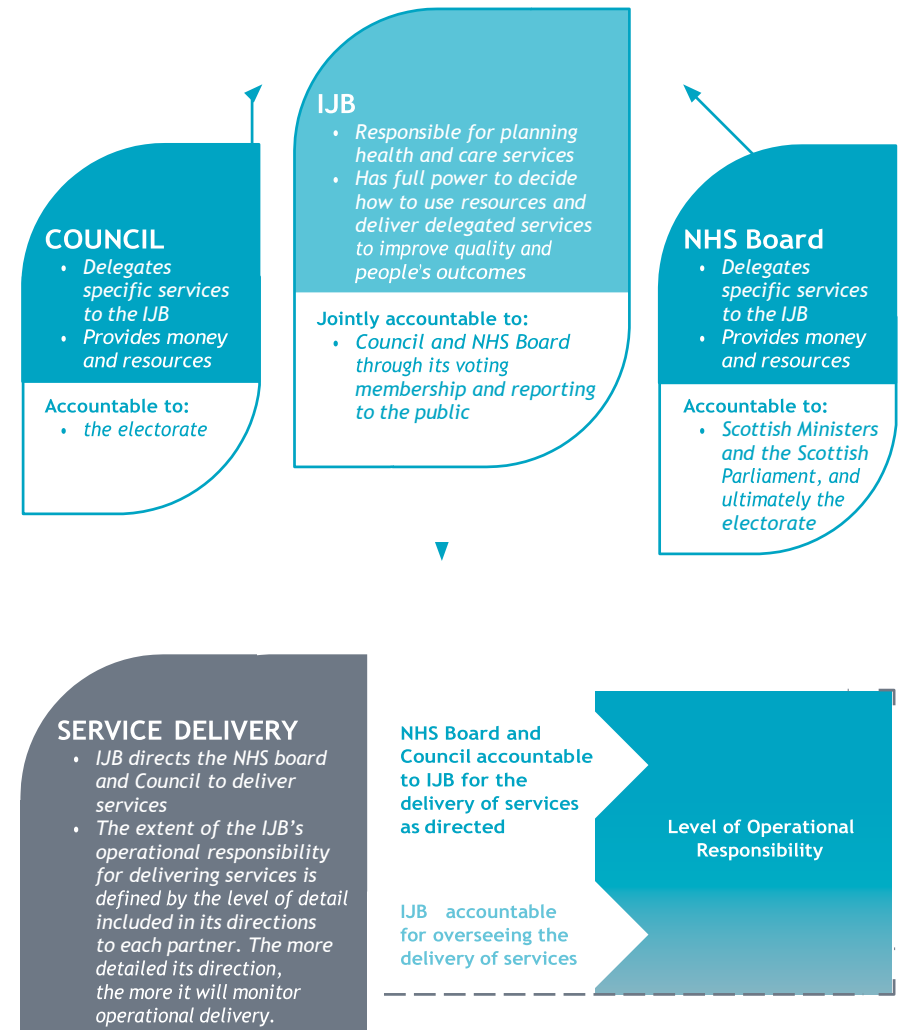 IJB
• Responsible for planning
health and care services
• Has full power to decide
how to use resources and
deliver delegated services
to improve quality and
people's outcomes
Jointly accountable to:
• Council and NHS Board
through its voting
membership and reporting
to the public
COUNCIL
• Delegates
specific services
to the IJB
• Provides money
and resources
Accountable to:
• the electorate
NHS Board
• Delegates
specific services
to the IJB
• Provides money
and resources
Accountable to:
• Scottish Ministers
and the Scottish
Parliament, and
ultimately the
electorate
SERVICE DELIVERY
• IJB directs the NHS board
and Council to deliver
services
• The extent of the IJB’s
operational responsibility
for delivering services is
defined by the level of detail
included in its directions
to each partner. The more
detailed its direction,
the more it will monitor
operational delivery.
NHS Board and
Council accountable
to IJB for the
delivery of services
as directed
IJB accountable
for overseeing the
delivery of services
Level of Operational
Responsibility